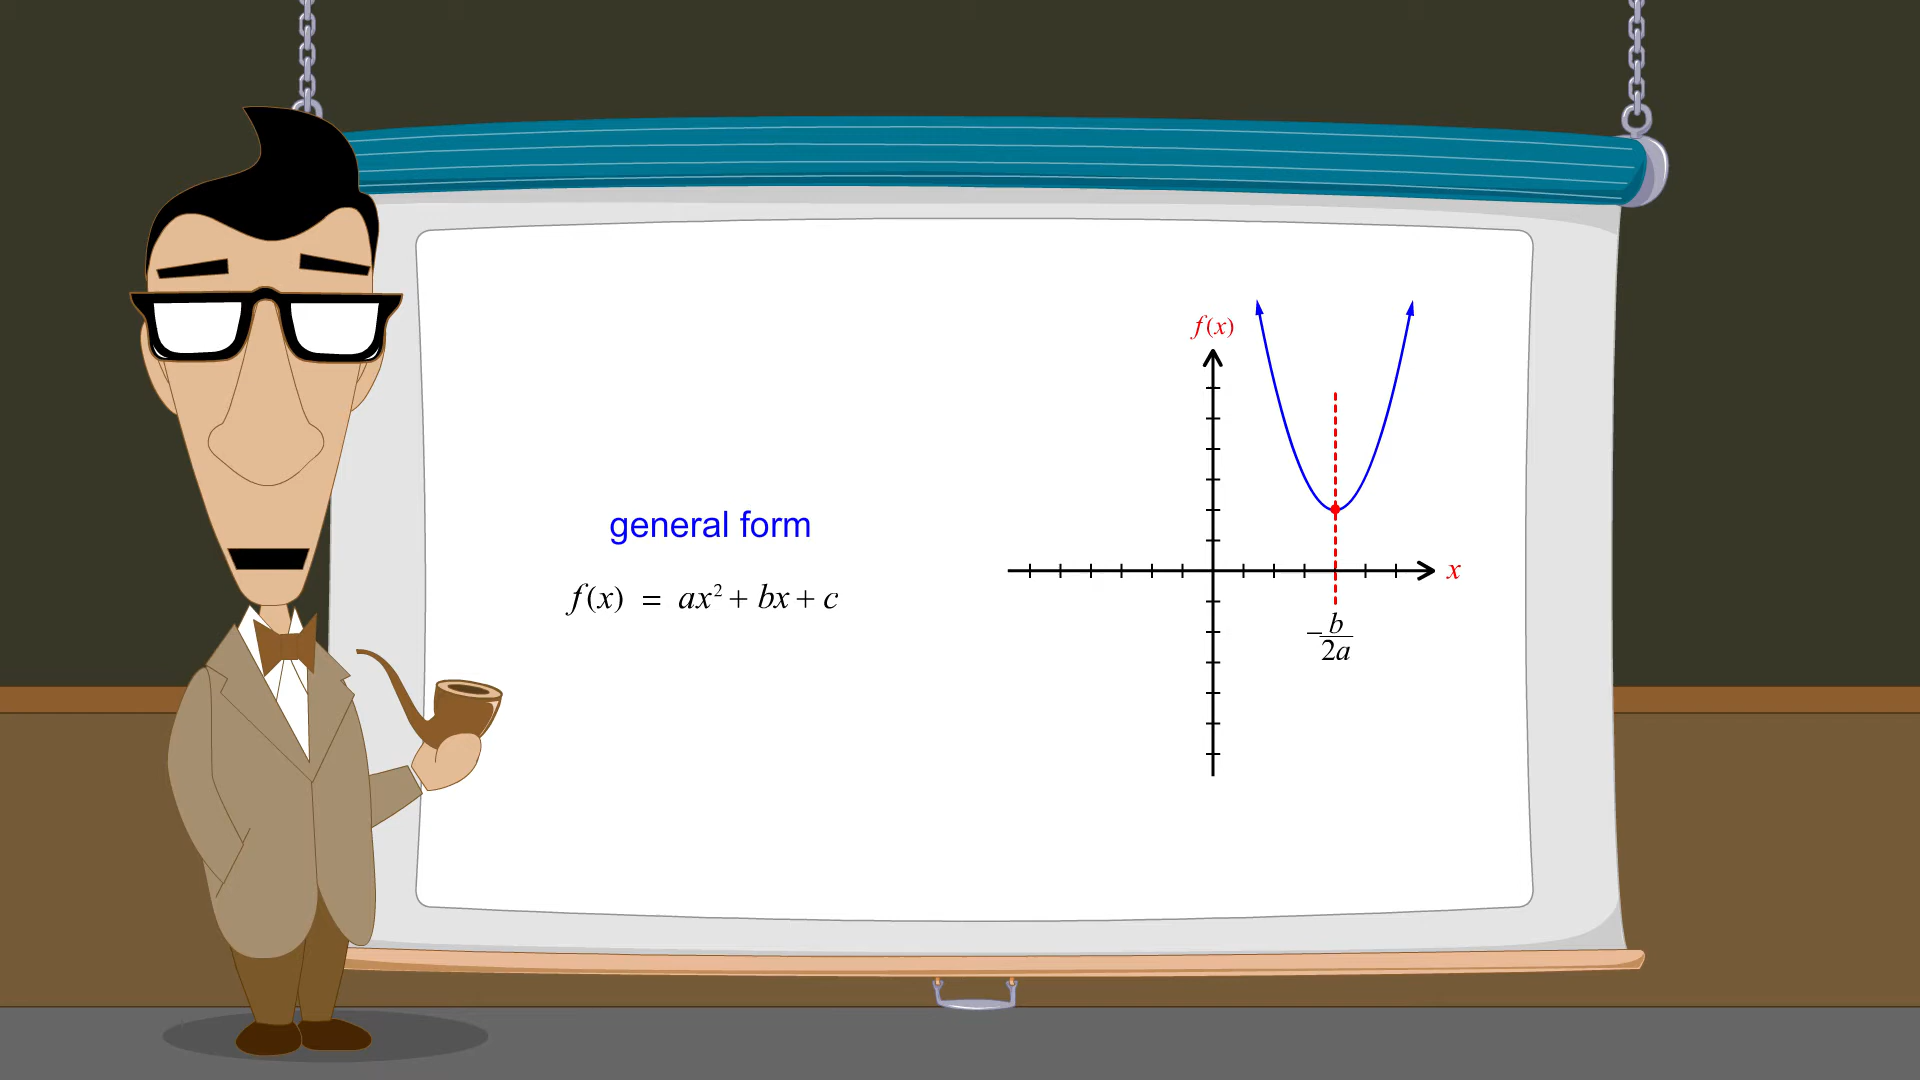 f(x)
general form
f(x) = ax² + bx + c
x
−b/2a